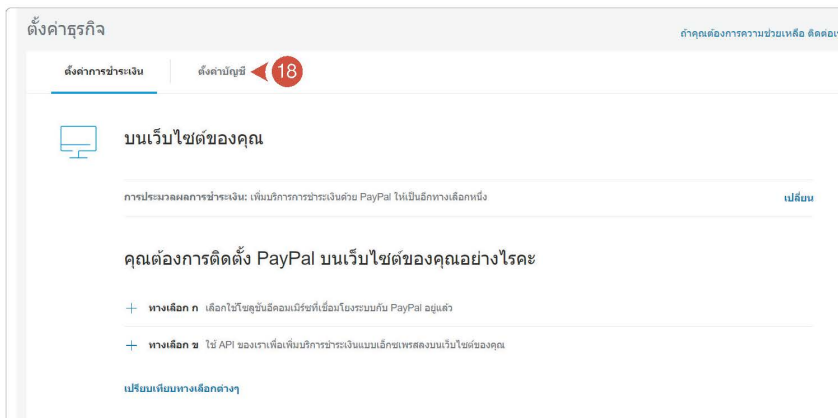 ตั้งค่าธุรกิจ
ถ้าคุณต้องการความช่วยเหลือ ติดต่อเ
ตั้งค่าการชำระเงิน
ตั้งค่าบัญชี
18
บนเว็บไซต์ของคุณ
การประมวลผลการชำระเงิน: เพิ่มบริการการชำระเงินด้วย PayPal ให้เป็นอีกทางเลือกหนึ่ง
เปลี่ยน
คุณต้องการติดตั้ง PayPal บนเว็บไซต์ของคุณอย่างไรคะ
ทางเลือก ก เลือกใช้โซลูชันอีคอมเมิร์ซที่เชื่อมโยงระบบกับ PayPal อยู่แล้ว
ทางเลือก ข ใช้ API ของเราเพื่อเพิ่มบริการชำระเงินแบบเอ็กซเพรสลงบนเว็บไซต์ของคุณ
เปรียบเทียบทางเลือกต่างๆ